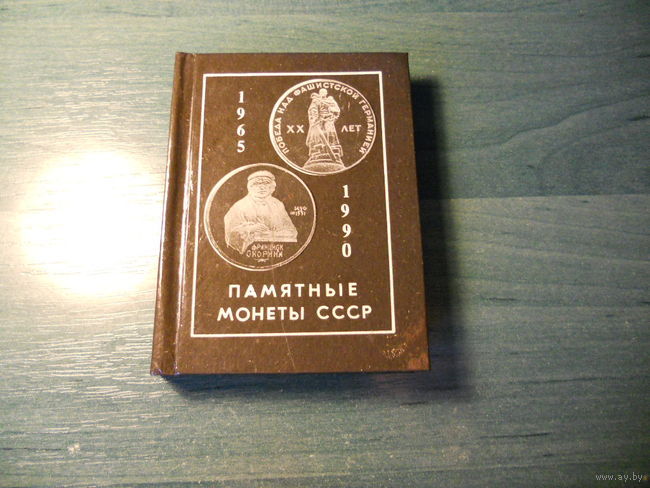 1965
ПОБЕДА НАД ФАШИСТСКОЙ ГЕРМАНИЕЙ
XX ЛЕТ
1990
ФРАНЦИСК
СКОРИНА
ПАМЯТНЫЕ
МОНЕТЫ СССР
www.ay.by